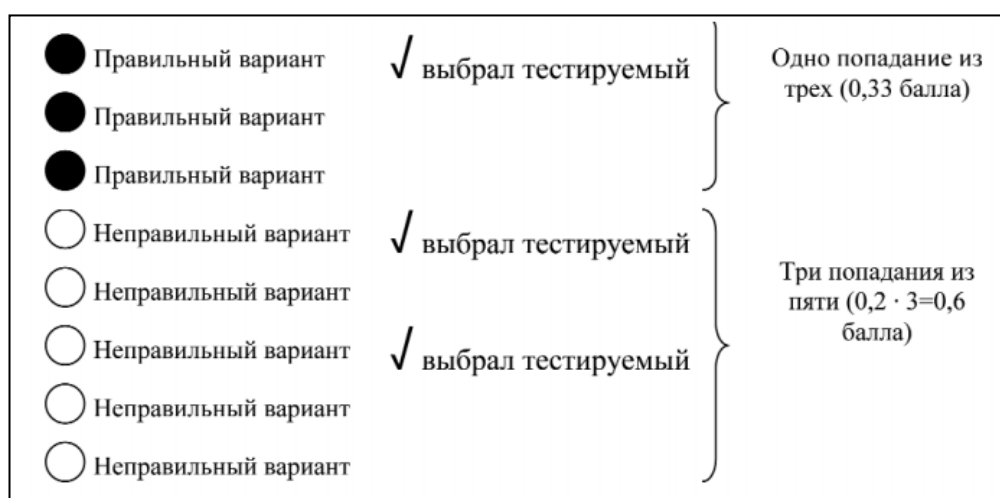 Правильный вариант √ выбрал тестируемый
Правильный вариант
Правильный вариант
Одно попадание из
трех (0,33 балла)
Неправильный вариант √ выбрал тестируемый
Неправильный вариант
Неправильный вариант √ выбрал тестируемый
Неправильный вариант
Неправильный вариант
Три попадания из
пяти (0,2 · 3=0,6
балла)